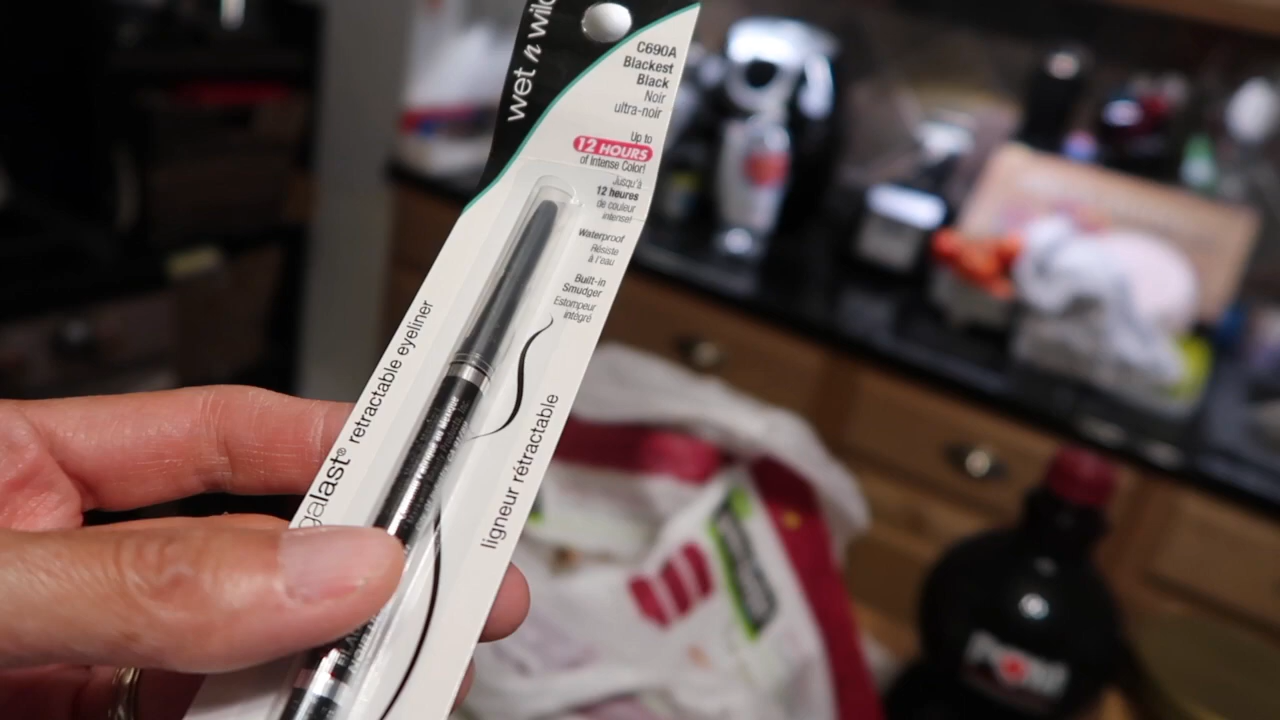 wet n wild
C690A
Blackest
Black
Noir
ultra-noir
Up to
12 HOURS
of Intense Color!
Jusqu'à
12 heures
de couleur
intense!
Waterproof
Résiste
à l'eau
Built-in
Smudger
Estompeur
intégré
galast® retractable eyeliner
ligneur rétractable